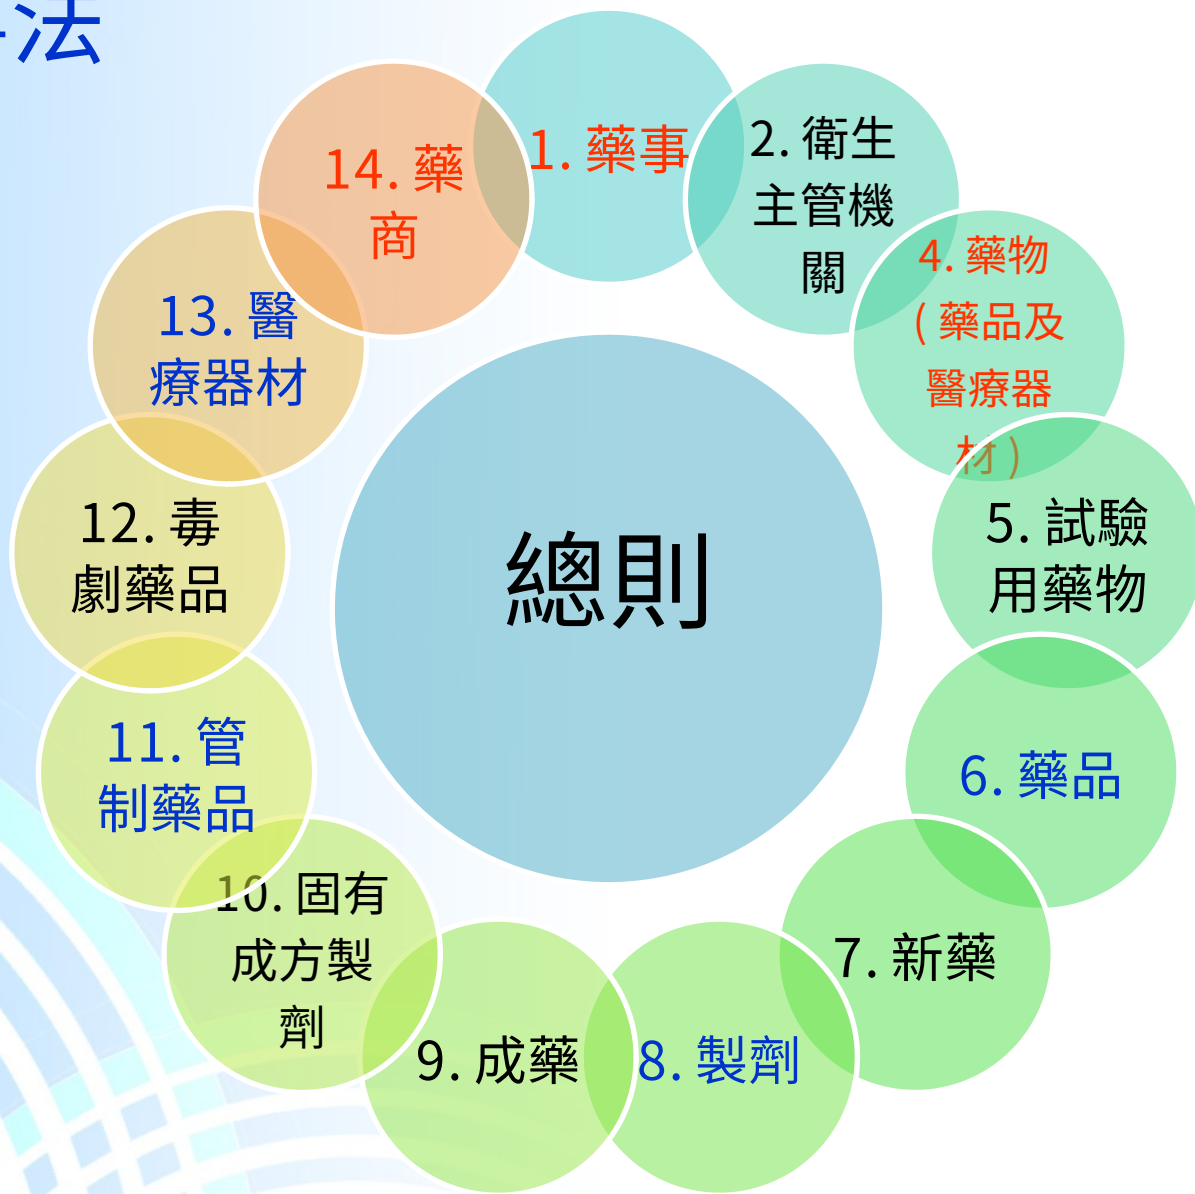 法
1. 藥事
2. 衛生
主管機
關
4. 藥物
( 藥品及
醫療器
材 )
5. 試驗
用藥物
6. 藥品
7. 新藥
8. 製劑
9. 成藥
10. 固有
成方製
劑
11. 管
制藥品
12. 毒
劇藥品
13. 醫
療器材
14. 藥
商
總則